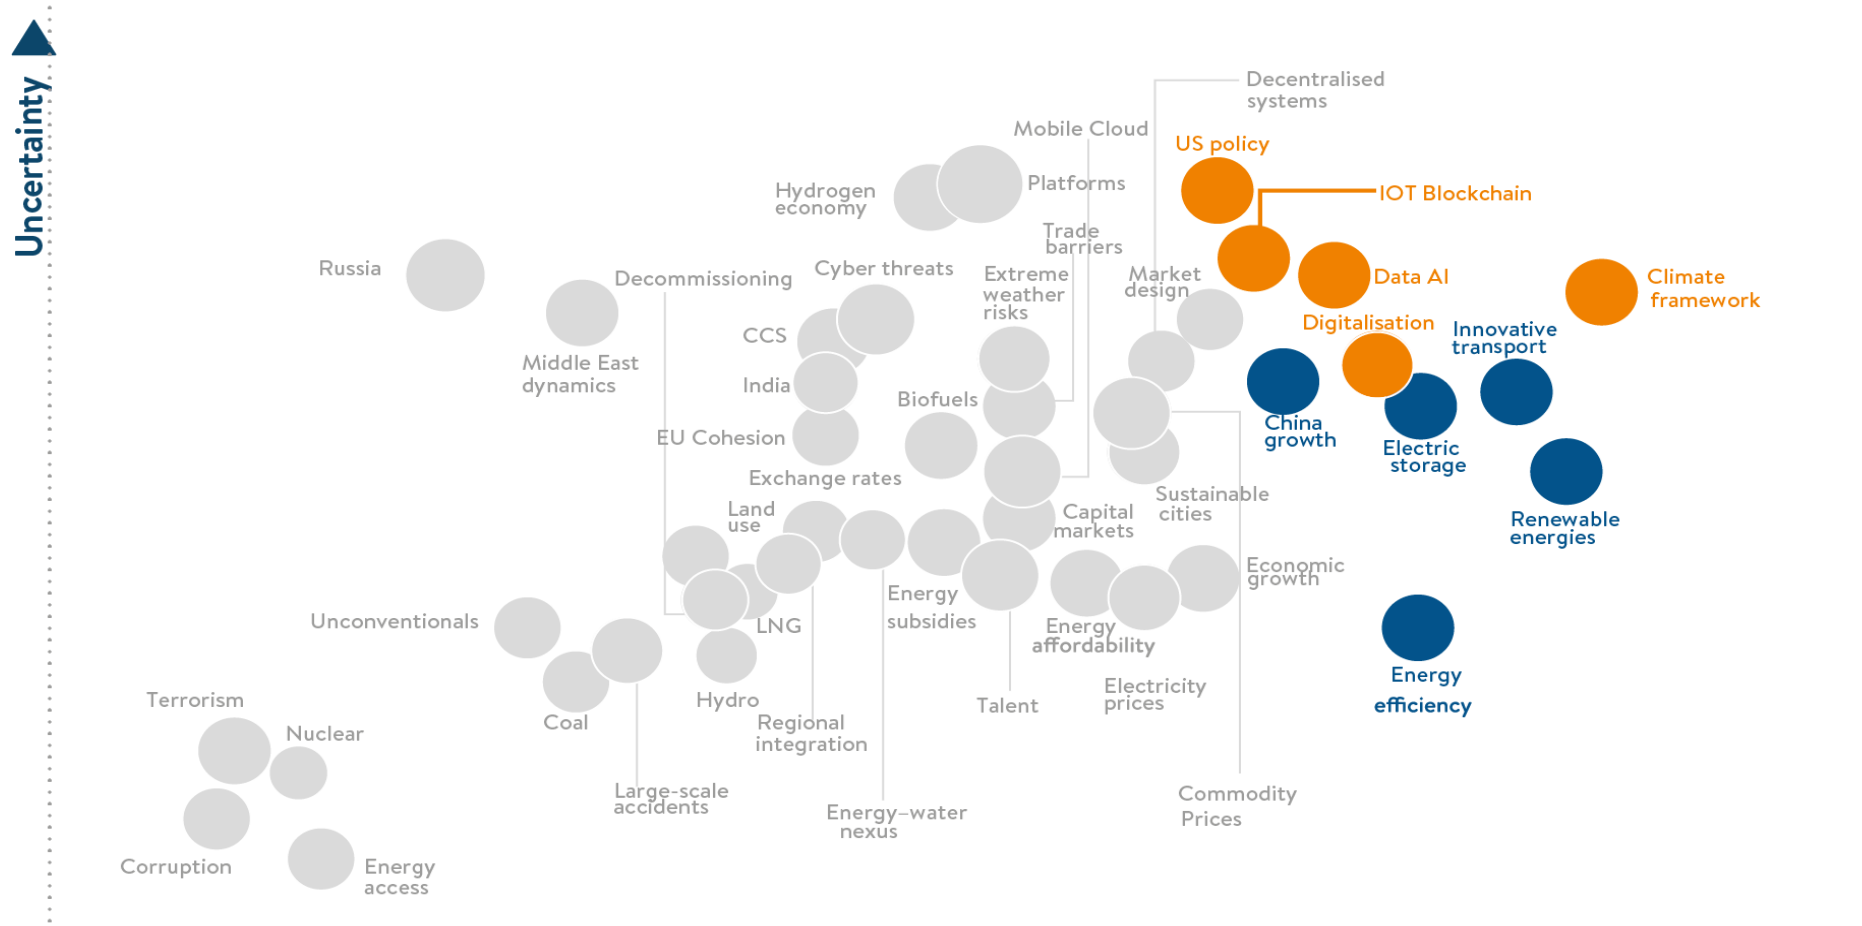 Uncertainty
Decentralised
systems
Mobile Cloud
US policy
Hydrogen
economy
Platforms
IOT Blockchain
Trade
barriers
Russia
Decommissioning
Cyber threats
Extreme
weather
risks
Market
design
Data AI
Climate
framework
Digitalisation
Innovative
transport
CCS
Middle East
dynamics
India
Biofuels
China
growth
EU Cohesion
Electric
storage
Exchange rates
Sustainable
cities
Land
use
Capital
markets
Renewable
energies
Economic
growth
Energy
subsidies
Unconventionals
LNG
Energy
affordability
Energy
efficiency
Electricity
prices
Terrorism
Hydro
Talent
Coal
Regional
integration
Nuclear
Large-scale
accidents
Commodity
Prices
Energy–water
nexus
Corruption
Energy
access